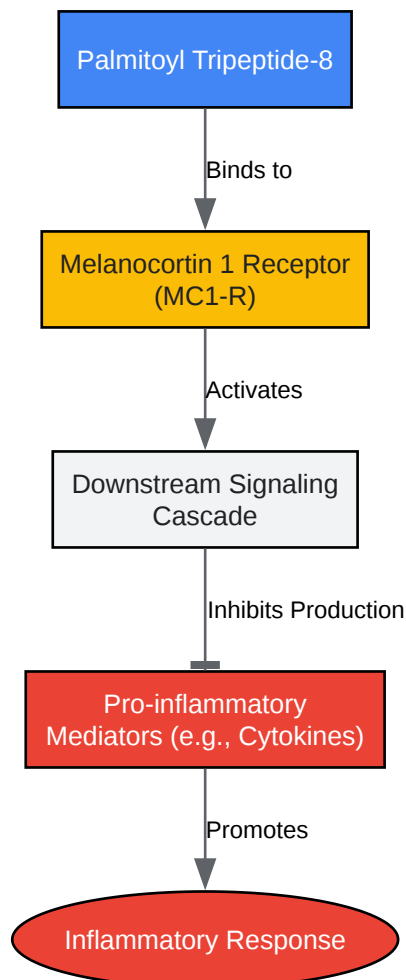 Palmitoyl Tripeptide-8
Binds to
Melanocortin 1 Receptor
(MC1-R)
Activates
Downstream Signaling
Cascade
Inhibits Production
Pro-inflammatory
Mediators (e.g., Cytokines)
Promotes
Inflammatory Response